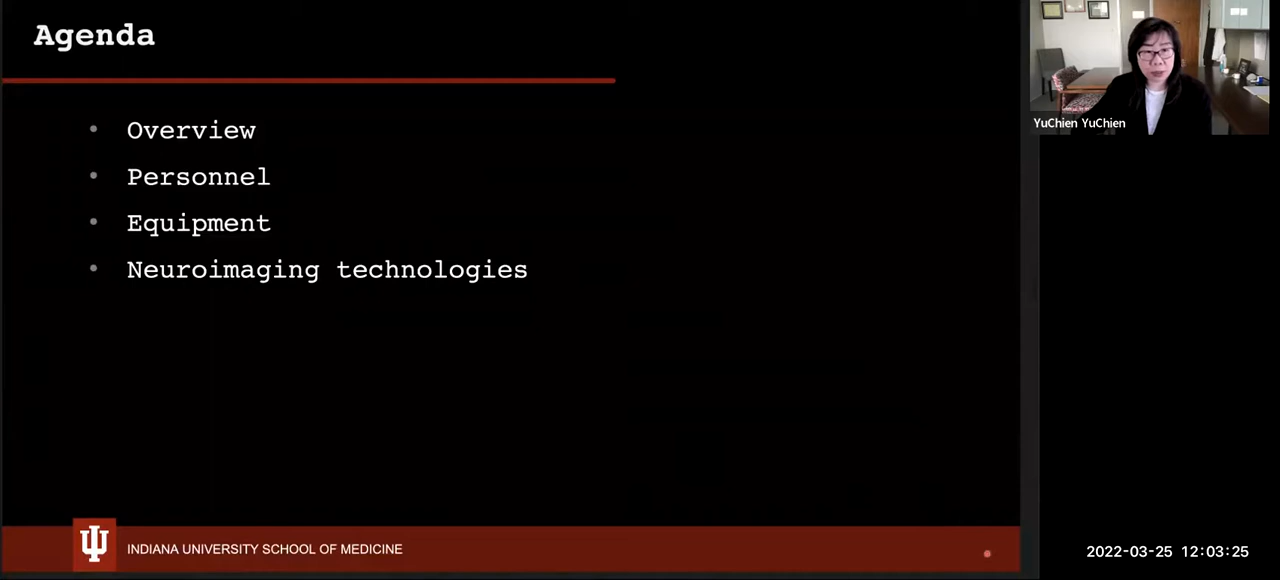 Agenda
• Overview
• Personnel
• Equipment
• Neuroimaging technologies
INDIANA UNIVERSITY SCHOOL OF MEDICINE
YuChien YuChien
2022-03-25 12:03:25